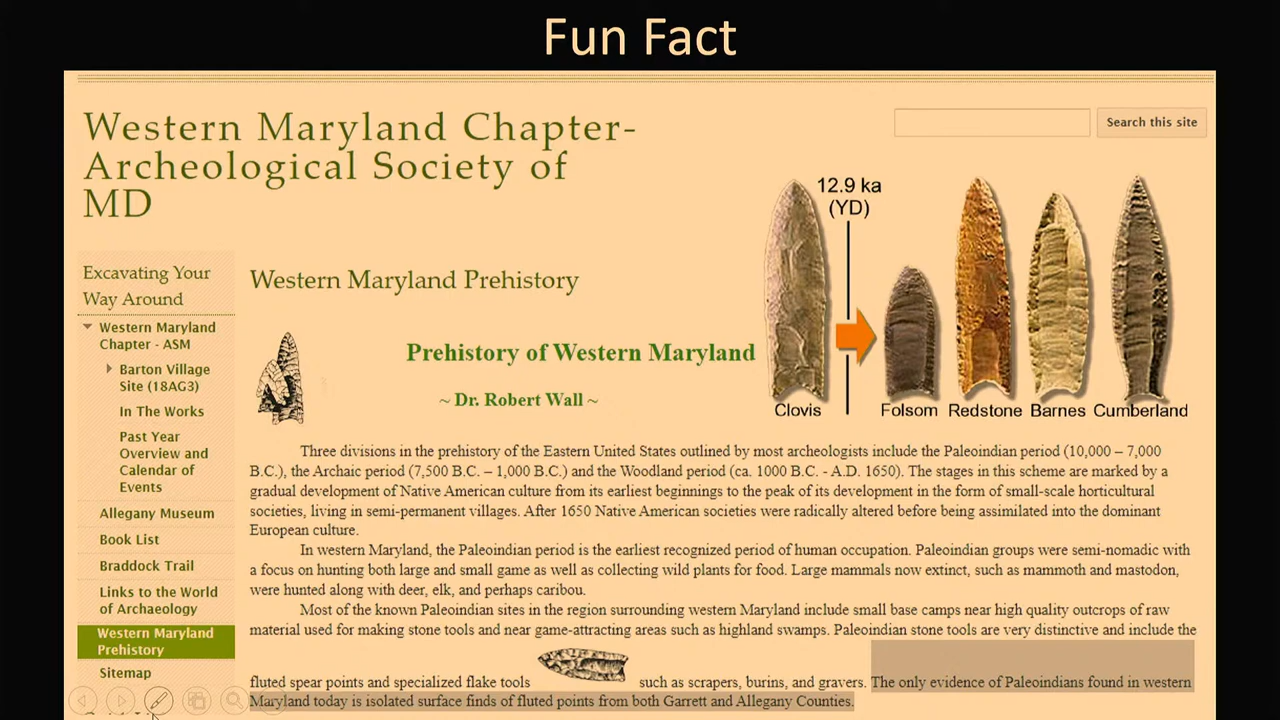 Fun Fact
Western Maryland Chapter-
Archeological Society of
MD
Search this site
12.9 ka
(YD)
Clovis
Folsom
Redstone
Barnes
Cumberland
Excavating Your
Way Around
Western Maryland
Chapter - ASM
Barton Village
Site (18AG3)
In The Works
Past Year
Overview and
Calendar of
Events
Allegany Museum
Book List
Braddock Trail
Links to the World
of Archaeology
Western Maryland
Prehistory
Sitemap
Western Maryland Prehistory
Prehistory of Western Maryland
~ Dr. Robert Wall ~
Three divisions in the prehistory of the Eastern United States outlined by most archeologists include the Paleoindian period (10,000 – 7,000
B.C.), the Archaic period (7,500 B.C. – 1,000 B.C.) and the Woodland period (ca. 1000 B.C. - A.D. 1650). The stages in this scheme are marked by a
gradual development of Native American culture from its earliest beginnings to the peak of its development in the form of small-scale horticultural
societies, living in semi-permanent villages. After 1650 Native American societies were radically altered before being assimilated into the dominant
European culture.
In western Maryland, the Paleoindian period is the earliest recognized period of human occupation. Paleoindian groups were semi-nomadic with
a focus on hunting both large and small game as well as collecting wild plants for food. Large mammals now extinct, such as mammoth and mastodon,
were hunted along with deer, elk, and perhaps caribou.
Most of the known Paleoindian sites in the region surrounding western Maryland include small base camps near high quality outcrops of raw
material used for making stone tools and near game-attracting areas such as highland swamps. Paleoindian stone tools are very distinctive and include the
fluted spear points and specialized flake tools such as scrapers, burins, and gravers. The only evidence of Paleoindians found in western
Maryland today is isolated surface finds of fluted points from both Garrett and Allegany Counties.